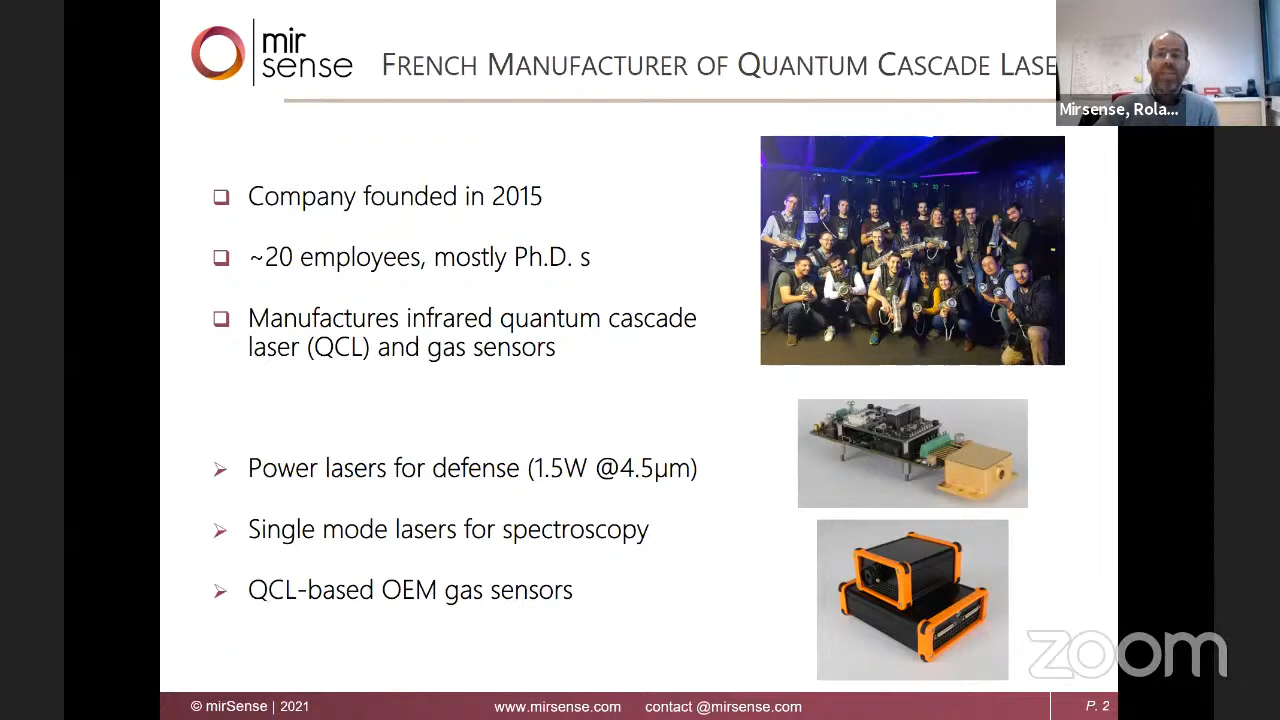 mir
sense
FRENCH MANUFACTURER OF QUANTUM CASCADE LASE
Mirsense, Rola...
❑ Company founded in 2015
❑ ~20 employees, mostly Ph.D. s
❑ Manufactures infrared quantum cascade
laser (QCL) and gas sensors
➢ Power lasers for defense (1.5W @4.5µm)
➢ Single mode lasers for spectroscopy
➢ QCL-based OEM gas sensors
zoom
© mirSense | 2021
www.mirsense.com contact @mirsense.com
P. 2